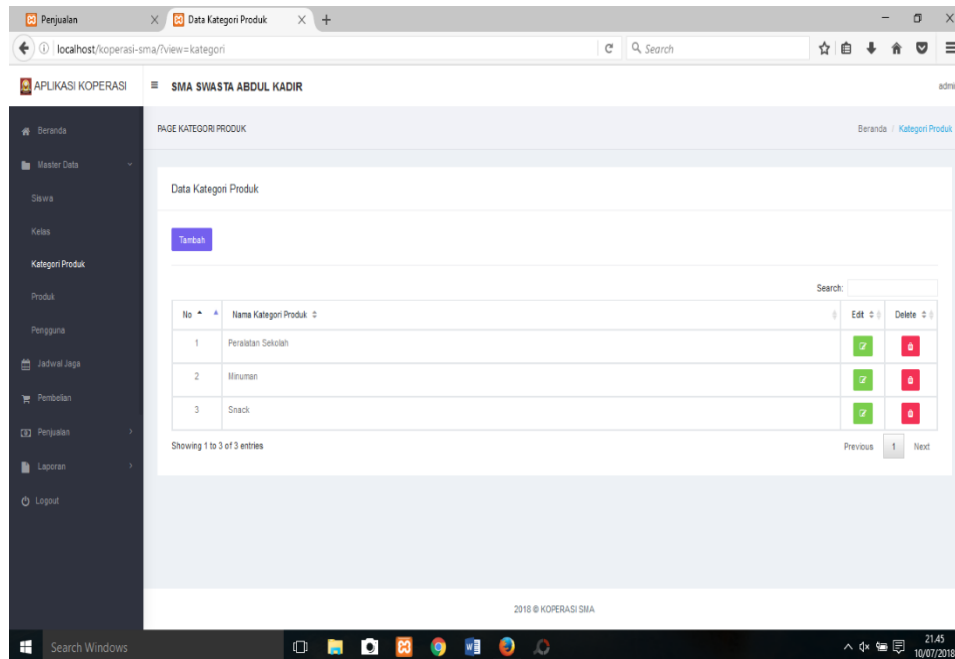 Penjualan
Data Kategori Produk
localhost/koperasi-sma/?view=kategori
Search
APLIKASI KOPERASI
SMA SWASTA ABDUL KADIR
admi
Beranda
Master Data
Siswa
Kelas
Kategori Produk
Produk
Pengguna
Jadwal Jaga
Pembelian
Penjualan
Laporan
Logout
PAGE KATEGORI PRODUK
Beranda / Kategori Produk
Data Kategori Produk
Tambah
Search:
No Nama Kategori Produk Edit Delete
1 Peralatan Sekolah
2 Minuman
3 Snack
Showing 1 to 3 of 3 entries
Previous 1 Next
2018 © KOPERASI SMA
Search Windows
21.45
10/07/2018